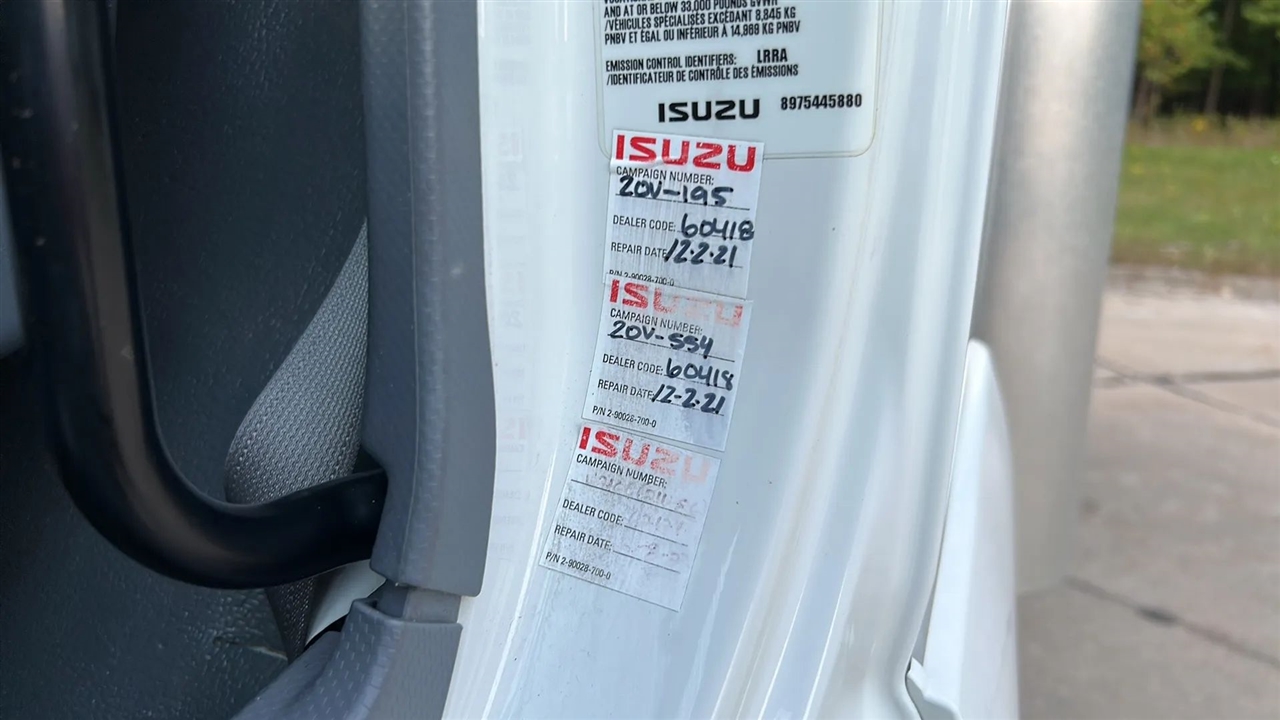 AND AT OR BELOW 33,000 POUNDS GVWR
/VÉHICULES SPÉCIALISÉS EXCÉDANT 8,845 KG
PNBV ET ÉGAL OU INFÉRIEUR À 14,969 KG PNBV
EMISSION CONTROL IDENTIFIERS: LRRA
/IDENTIFICATEUR DE CONTRÔLE DES ÉMISSIONS
ISUZU 8975445880
ISUZU
CAMPAIGN NUMBER:
20V-195
DEALER CODE: 60418
REPAIR DATE 12-2-21
P/N 2-90028-700-0
ISUZU
CAMPAIGN NUMBER:
20V-554
DEALER CODE: 60418
REPAIR DATE 12-2-21
P/N 2-90028-700-0
ISUZU
CAMPAIGN NUMBER:
DEALER CODE:
REPAIR DATE:
P/N 2-90028-700-0